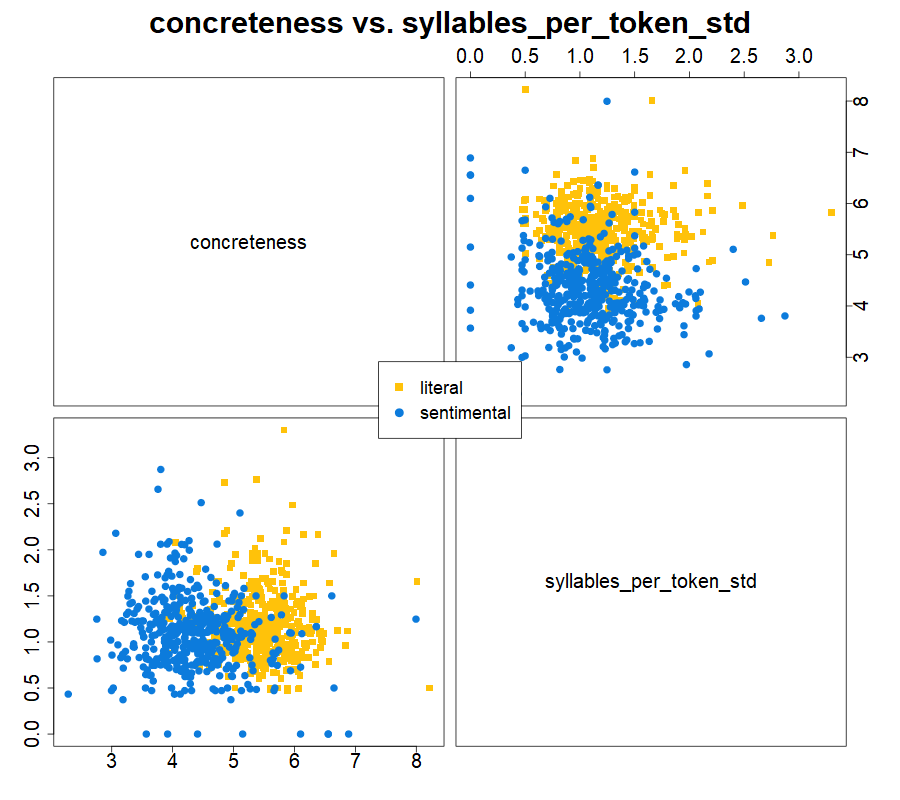 concreteness vs. syllables_per_token_std
0.0 0.5 1.0 1.5 2.0 2.5 3.0
concreteness
8
7
6
5
4
3
literal
sentimental
3.0
2.5
2.0
1.5
1.0
0.5
0.0
syllables_per_token_std
3 4 5 6 7 8